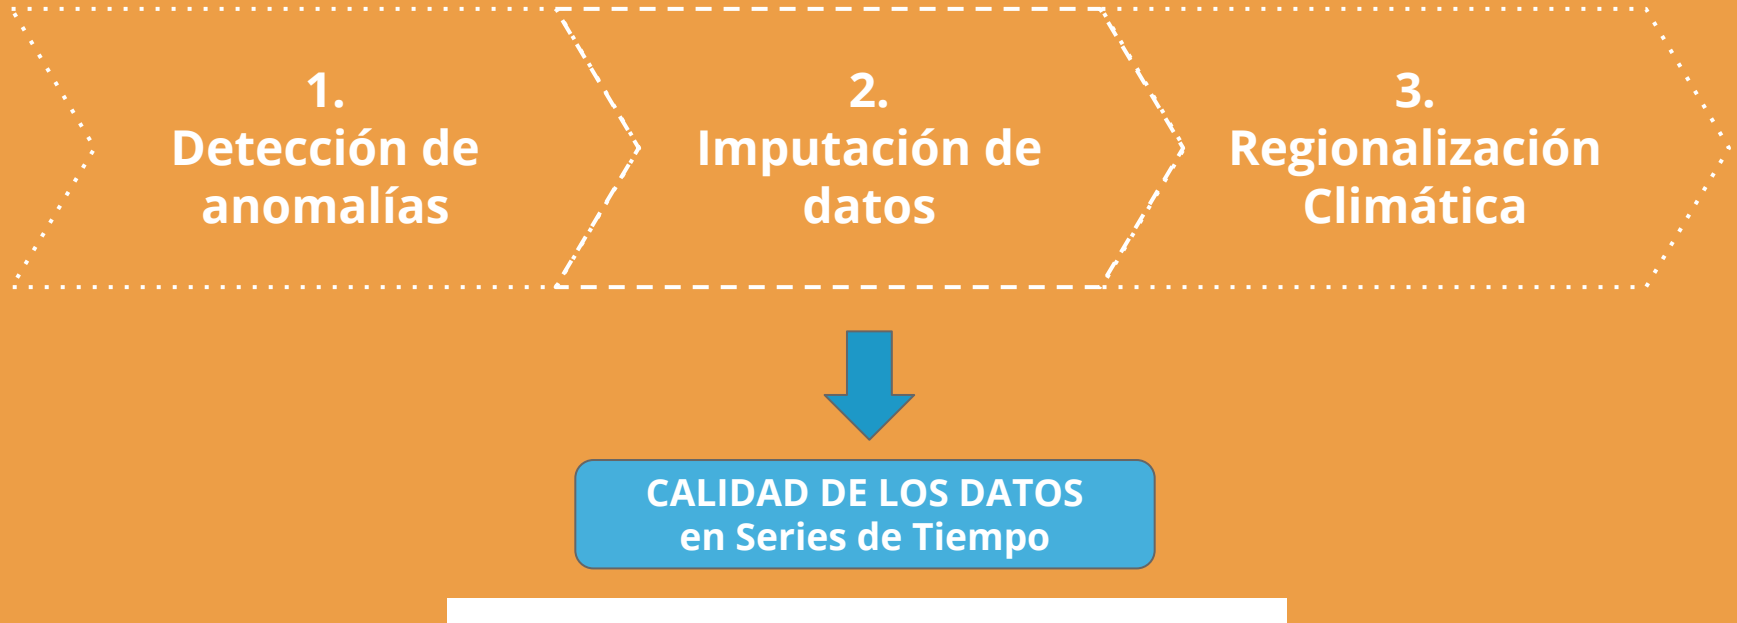 1.
Detección de
anomalías
2.
Imputación de
datos
3.
Regionalización
Climática
CALIDAD DE LOS DATOS
en Series de Tiempo